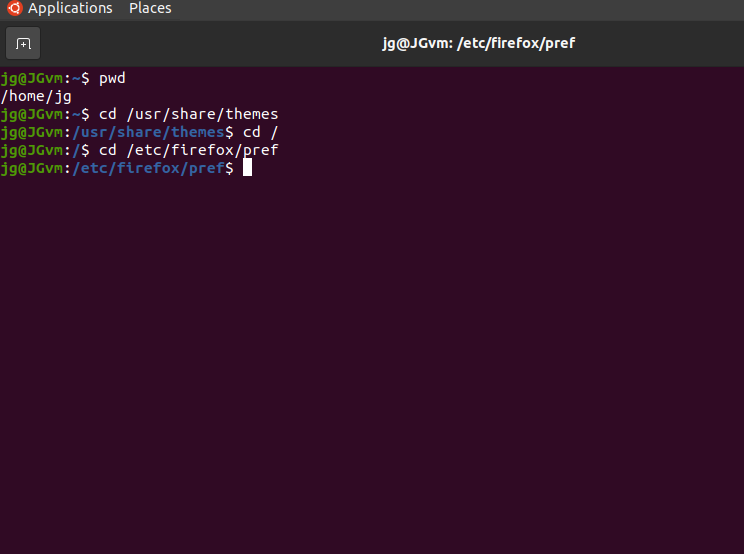 Applications Places
jg@JGvm: /etc/firefox/pref
jg@JGvm:~$ pwd
/home/jg
jg@JGvm:~$ cd /usr/share/themes
jg@JGvm:/usr/share/themes$ cd /
jg@JGvm:/$ cd /etc/firefox/pref
jg@JGvm:/etc/firefox/pref$